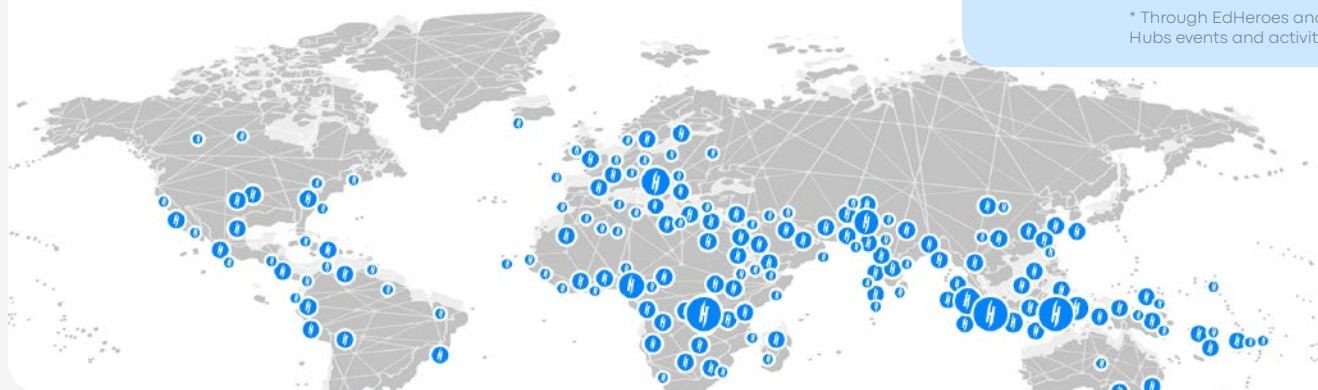 * Through EdHeroes and
Hubs events and activit